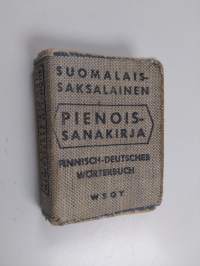 SUOMALAIS-
SAKSALAINEN
PIENOIS-
SANAKIRJA
FINNISCH-DEUTSCHES
WÖRTERBUCH
WSOY.